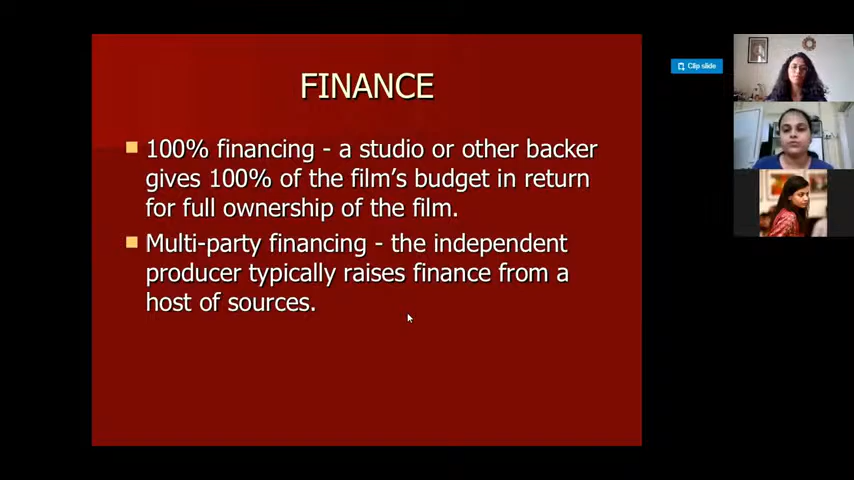 FINANCE
100% financing - a studio or other backer
gives 100% of the film's budget in return
for full ownership of the film.
Multi-party financing - the independent
producer typically raises finance from a
host of sources.
Clip slide